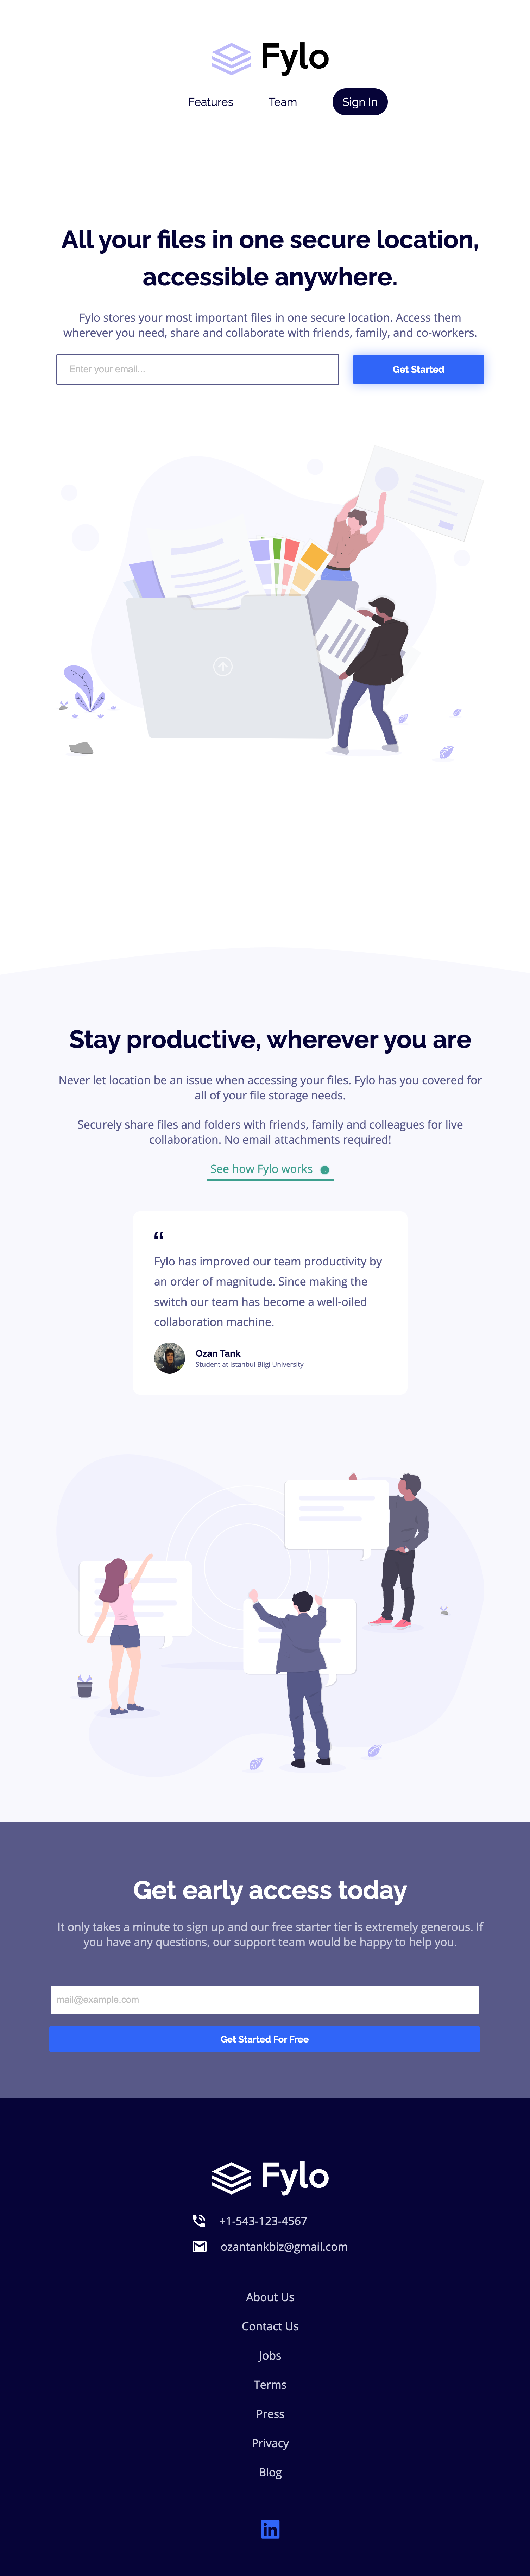 Fylo
Features Team Sign In
All your files in one secure location,
accessible anywhere.
Fylo stores your most important files in one secure location. Access them
wherever you need, share and collaborate with friends, family, and co-workers.
Enter your email... Get Started
Stay productive, wherever you are
Never let location be an issue when accessing your files. Fylo has you covered for
all of your file storage needs.
Securely share files and folders with friends, family and colleagues for live
collaboration. No email attachments required!
See how Fylo works
“
Fylo has improved our team productivity by
an order of magnitude. Since making the
switch our team has become a well-oiled
collaboration machine.
Ozan Tank
Student at Istanbul Bilgi University
Get early access today
It only takes a minute to sign up and our free starter tier is extremely generous. If
you have any questions, our support team would be happy to help you.
mail@example.com
Get Started For Free
Fylo
+1-543-123-4567
ozantankbiz@gmail.com
About Us
Contact Us
Jobs
Terms
Press
Privacy
Blog
in